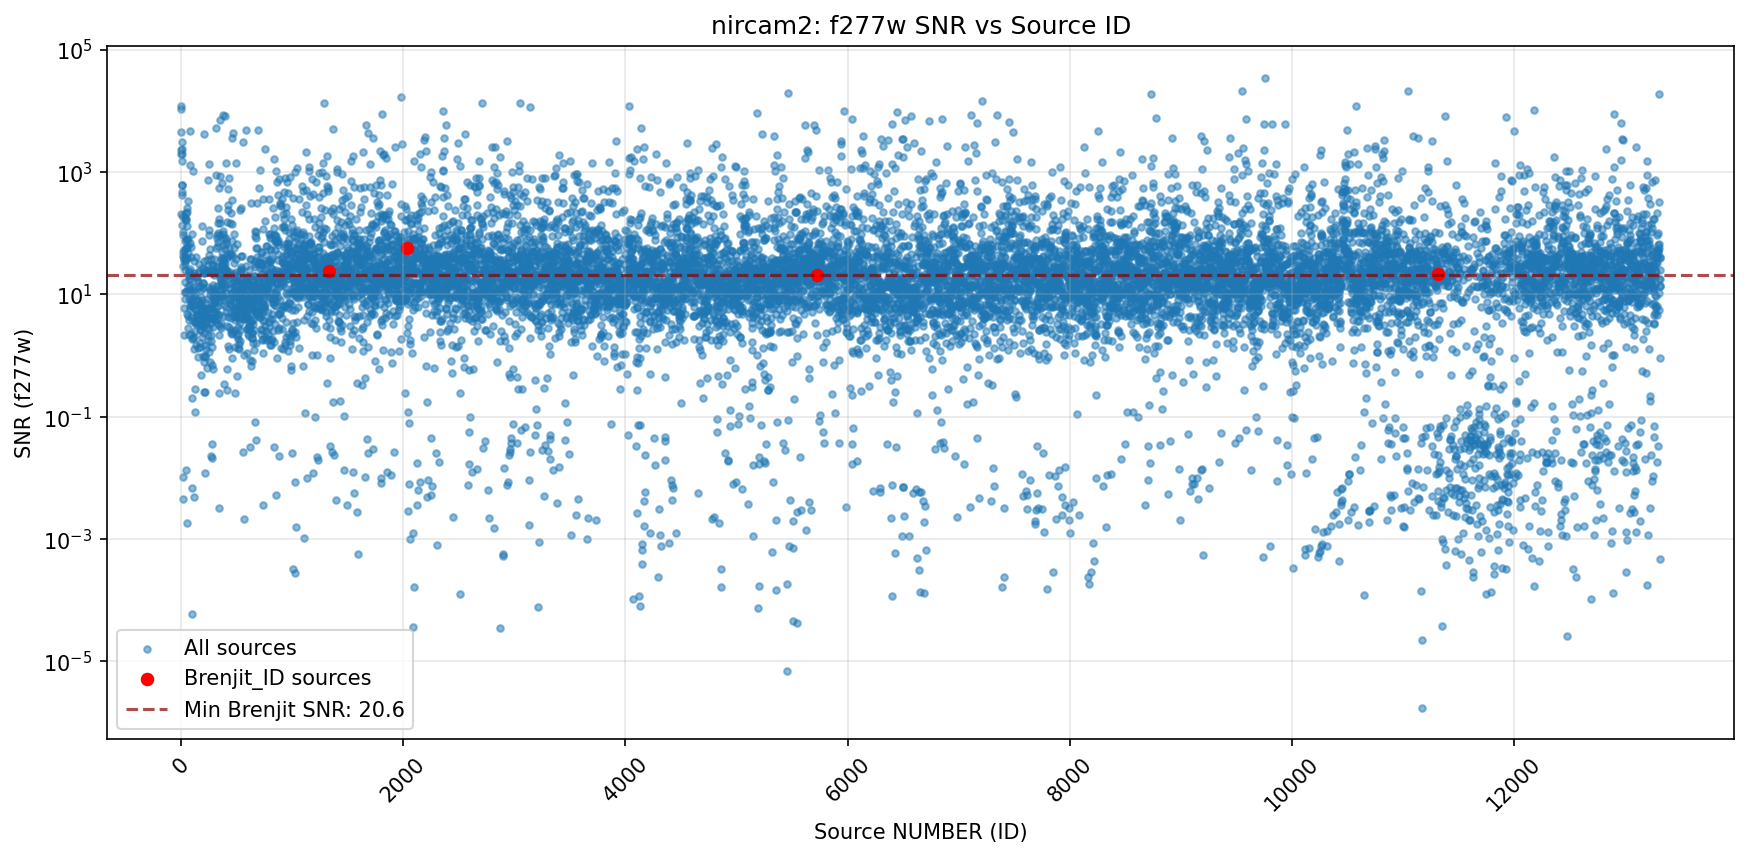 nircam2: f277w SNR vs Source ID
SNR (f277w)
10^5
10^3
10^1
10^−1
10^−3
10^−5
All sources
Brenjit_ID sources
Min Brenjit SNR: 20.6
0
2000
4000
6000
8000
10000
12000
Source NUMBER (ID)